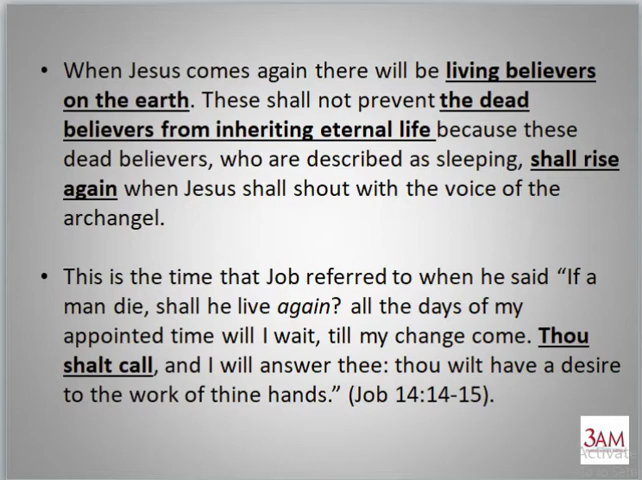 • When Jesus comes again there will be living believers
on the earth. These shall not prevent the dead
believers from inheriting eternal life because these
dead believers, who are described as sleeping, shall rise
again when Jesus shall shout with the voice of the
archangel.
• This is the time that Job referred to when he said “If a
man die, shall he live again? all the days of my
appointed time will I wait, till my change come. Thou
shalt call, and I will answer thee: thou wilt have a desire
to the work of thine hands.” (Job 14:14-15).
3AM
Activate